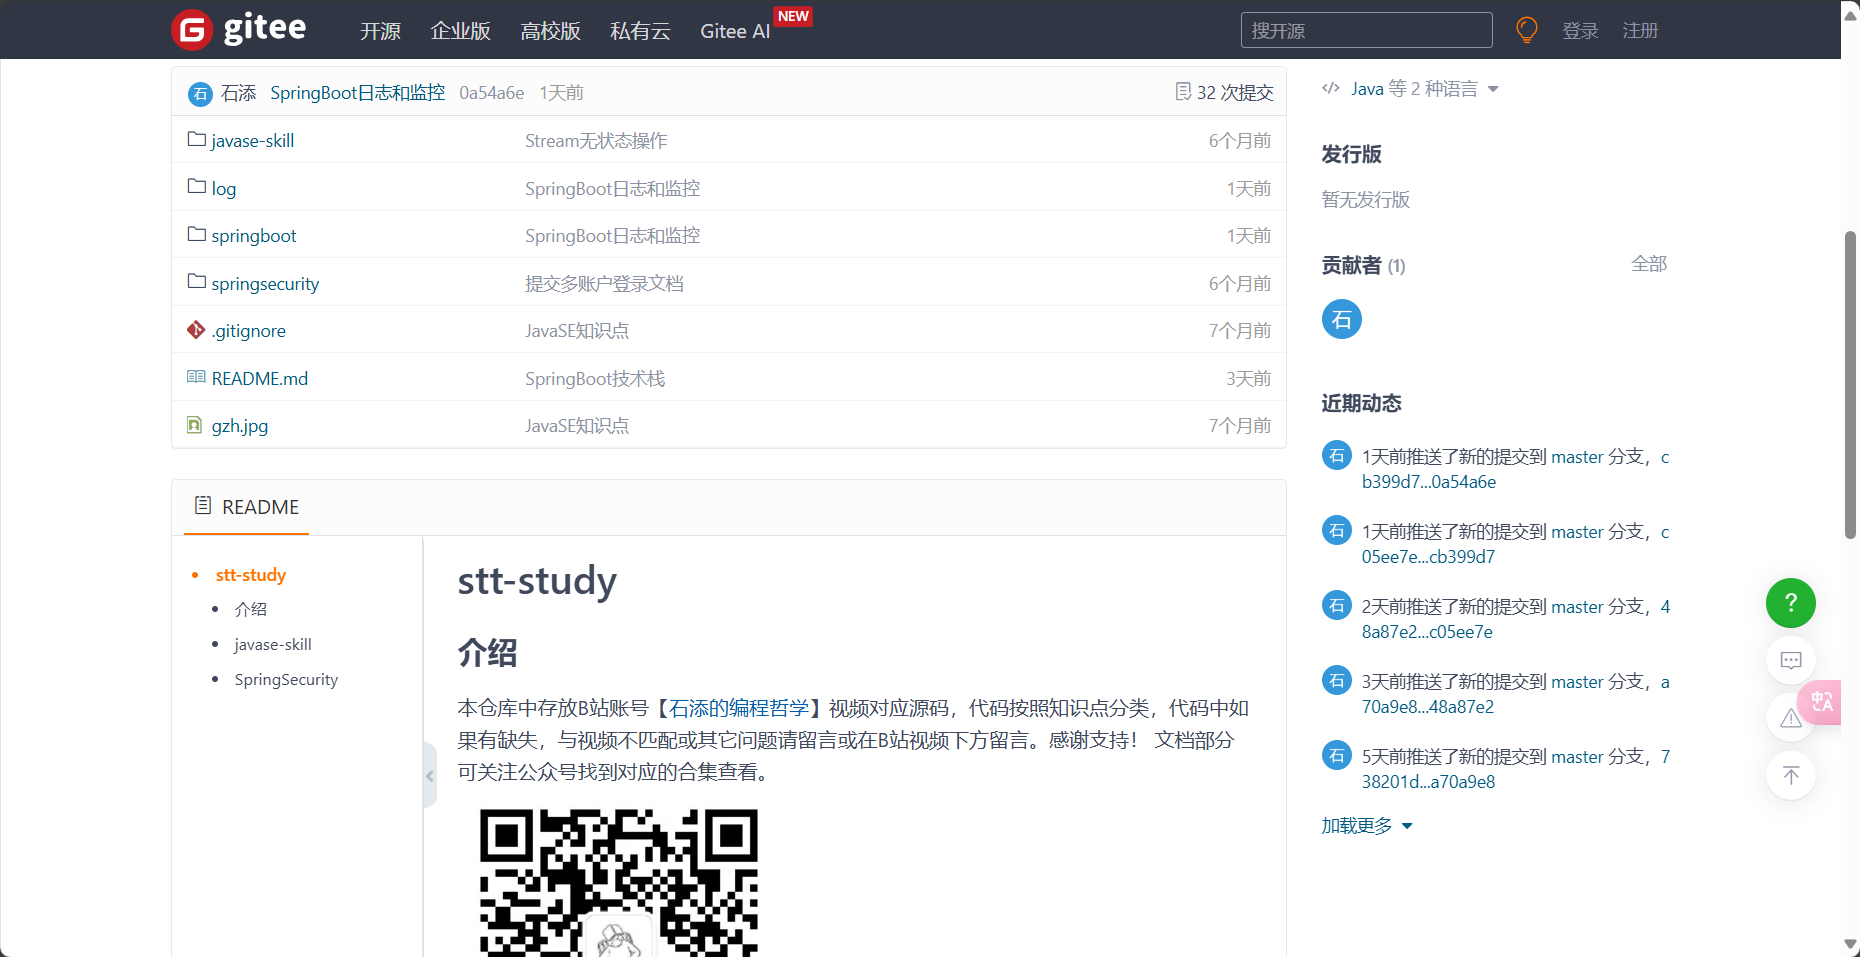 gitee
开源 企业版 高校版 私有云 Gitee AI NEW
搜开源
登录 注册
石 石添 SpringBoot日志和监控 0a54a6e 1天前 32 次提交
javase-skill Stream无状态操作 6个月前
log SpringBoot日志和监控 1天前
springboot SpringBoot日志和监控 1天前
springsecurity 提交多账户登录文档 6个月前
.gitignore JavaSE知识点 7个月前
README.md SpringBoot技术栈 3天前
gzh.jpg JavaSE知识点 7个月前
README
stt-study
介绍
javase-skill
SpringSecurity
stt-study
介绍
本仓库中存放B站账号【石添的编程哲学】视频对应源码，代码按照知识点分类，代码中如
果有缺失，与视频不匹配或其它问题请留言或在B站视频下方留言。感谢支持！ 文档部分
可关注公众号找到对应的合集查看。
</> Java 等 2 种语言
发行版
暂无发行版
贡献者 (1) 全部
石
近期动态
石 1天前推送了新的提交到 master 分支，c
b399d7...0a54a6e
石 1天前推送了新的提交到 master 分支，c
05ee7e...cb399d7
石 2天前推送了新的提交到 master 分支，4
8a87e2...c05ee7e
石 3天前推送了新的提交到 master 分支，a
70a9e8...48a87e2
石 5天前推送了新的提交到 master 分支，7
38201d...a70a9e8
加载更多
?
中A